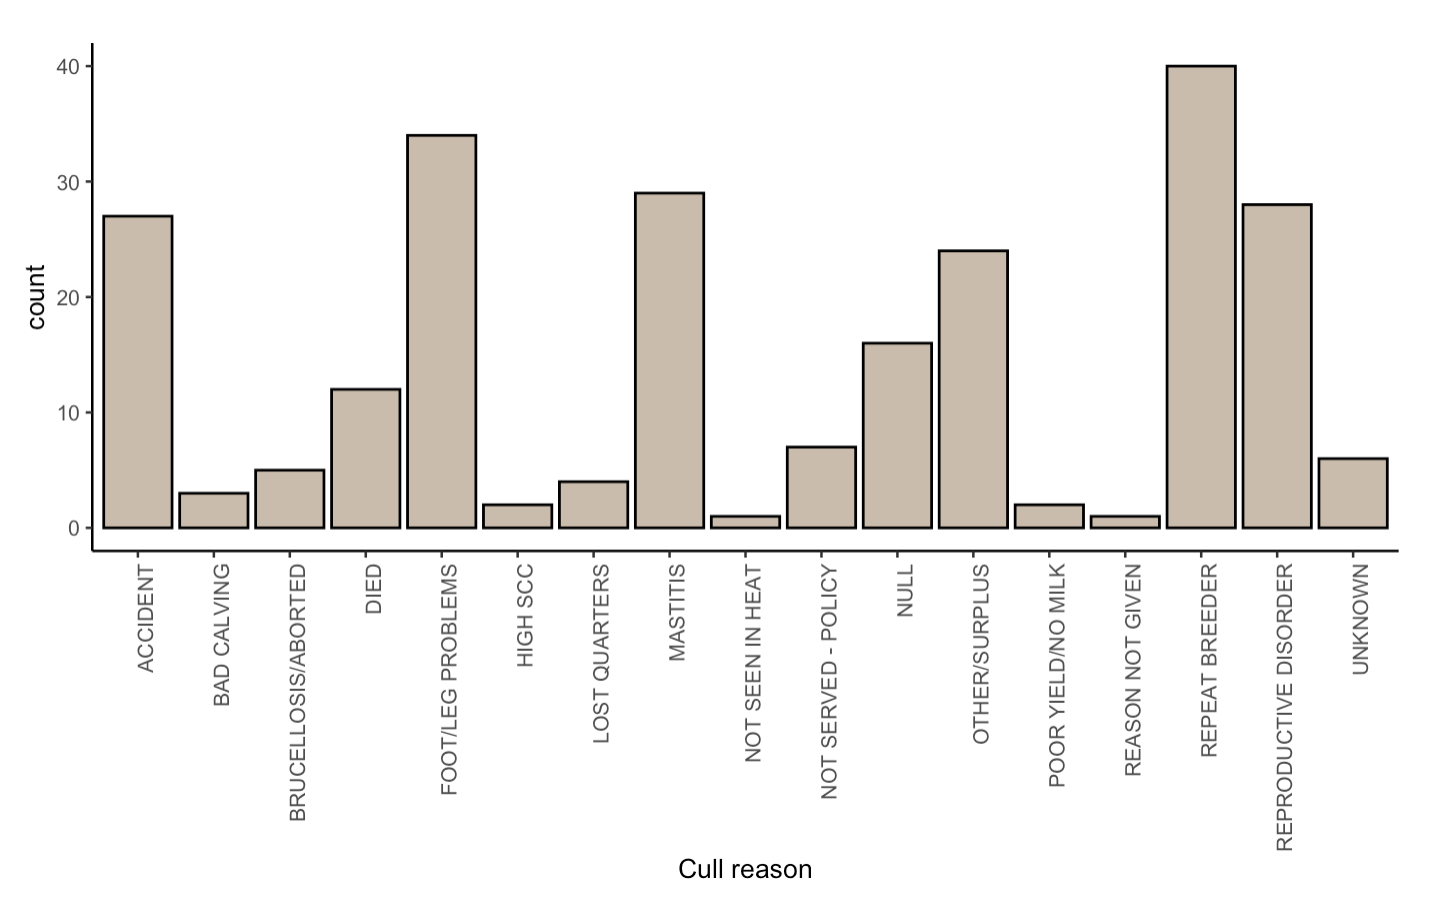 40
30
20
10
0
count
ACCIDENT
BAD CALVING
BRUCELLOSIS/ABORTED
DIED
FOOT/LEG PROBLEMS
HIGH SCC
LOST QUARTERS
MASTITIS
NOT SEEN IN HEAT
NOT SERVED - POLICY
NULL
OTHER/SURPLUS
POOR YIELD/NO MILK
REASON NOT GIVEN
REPEAT BREEDER
REPRODUCTIVE DISORDER
UNKNOWN
Cull reason